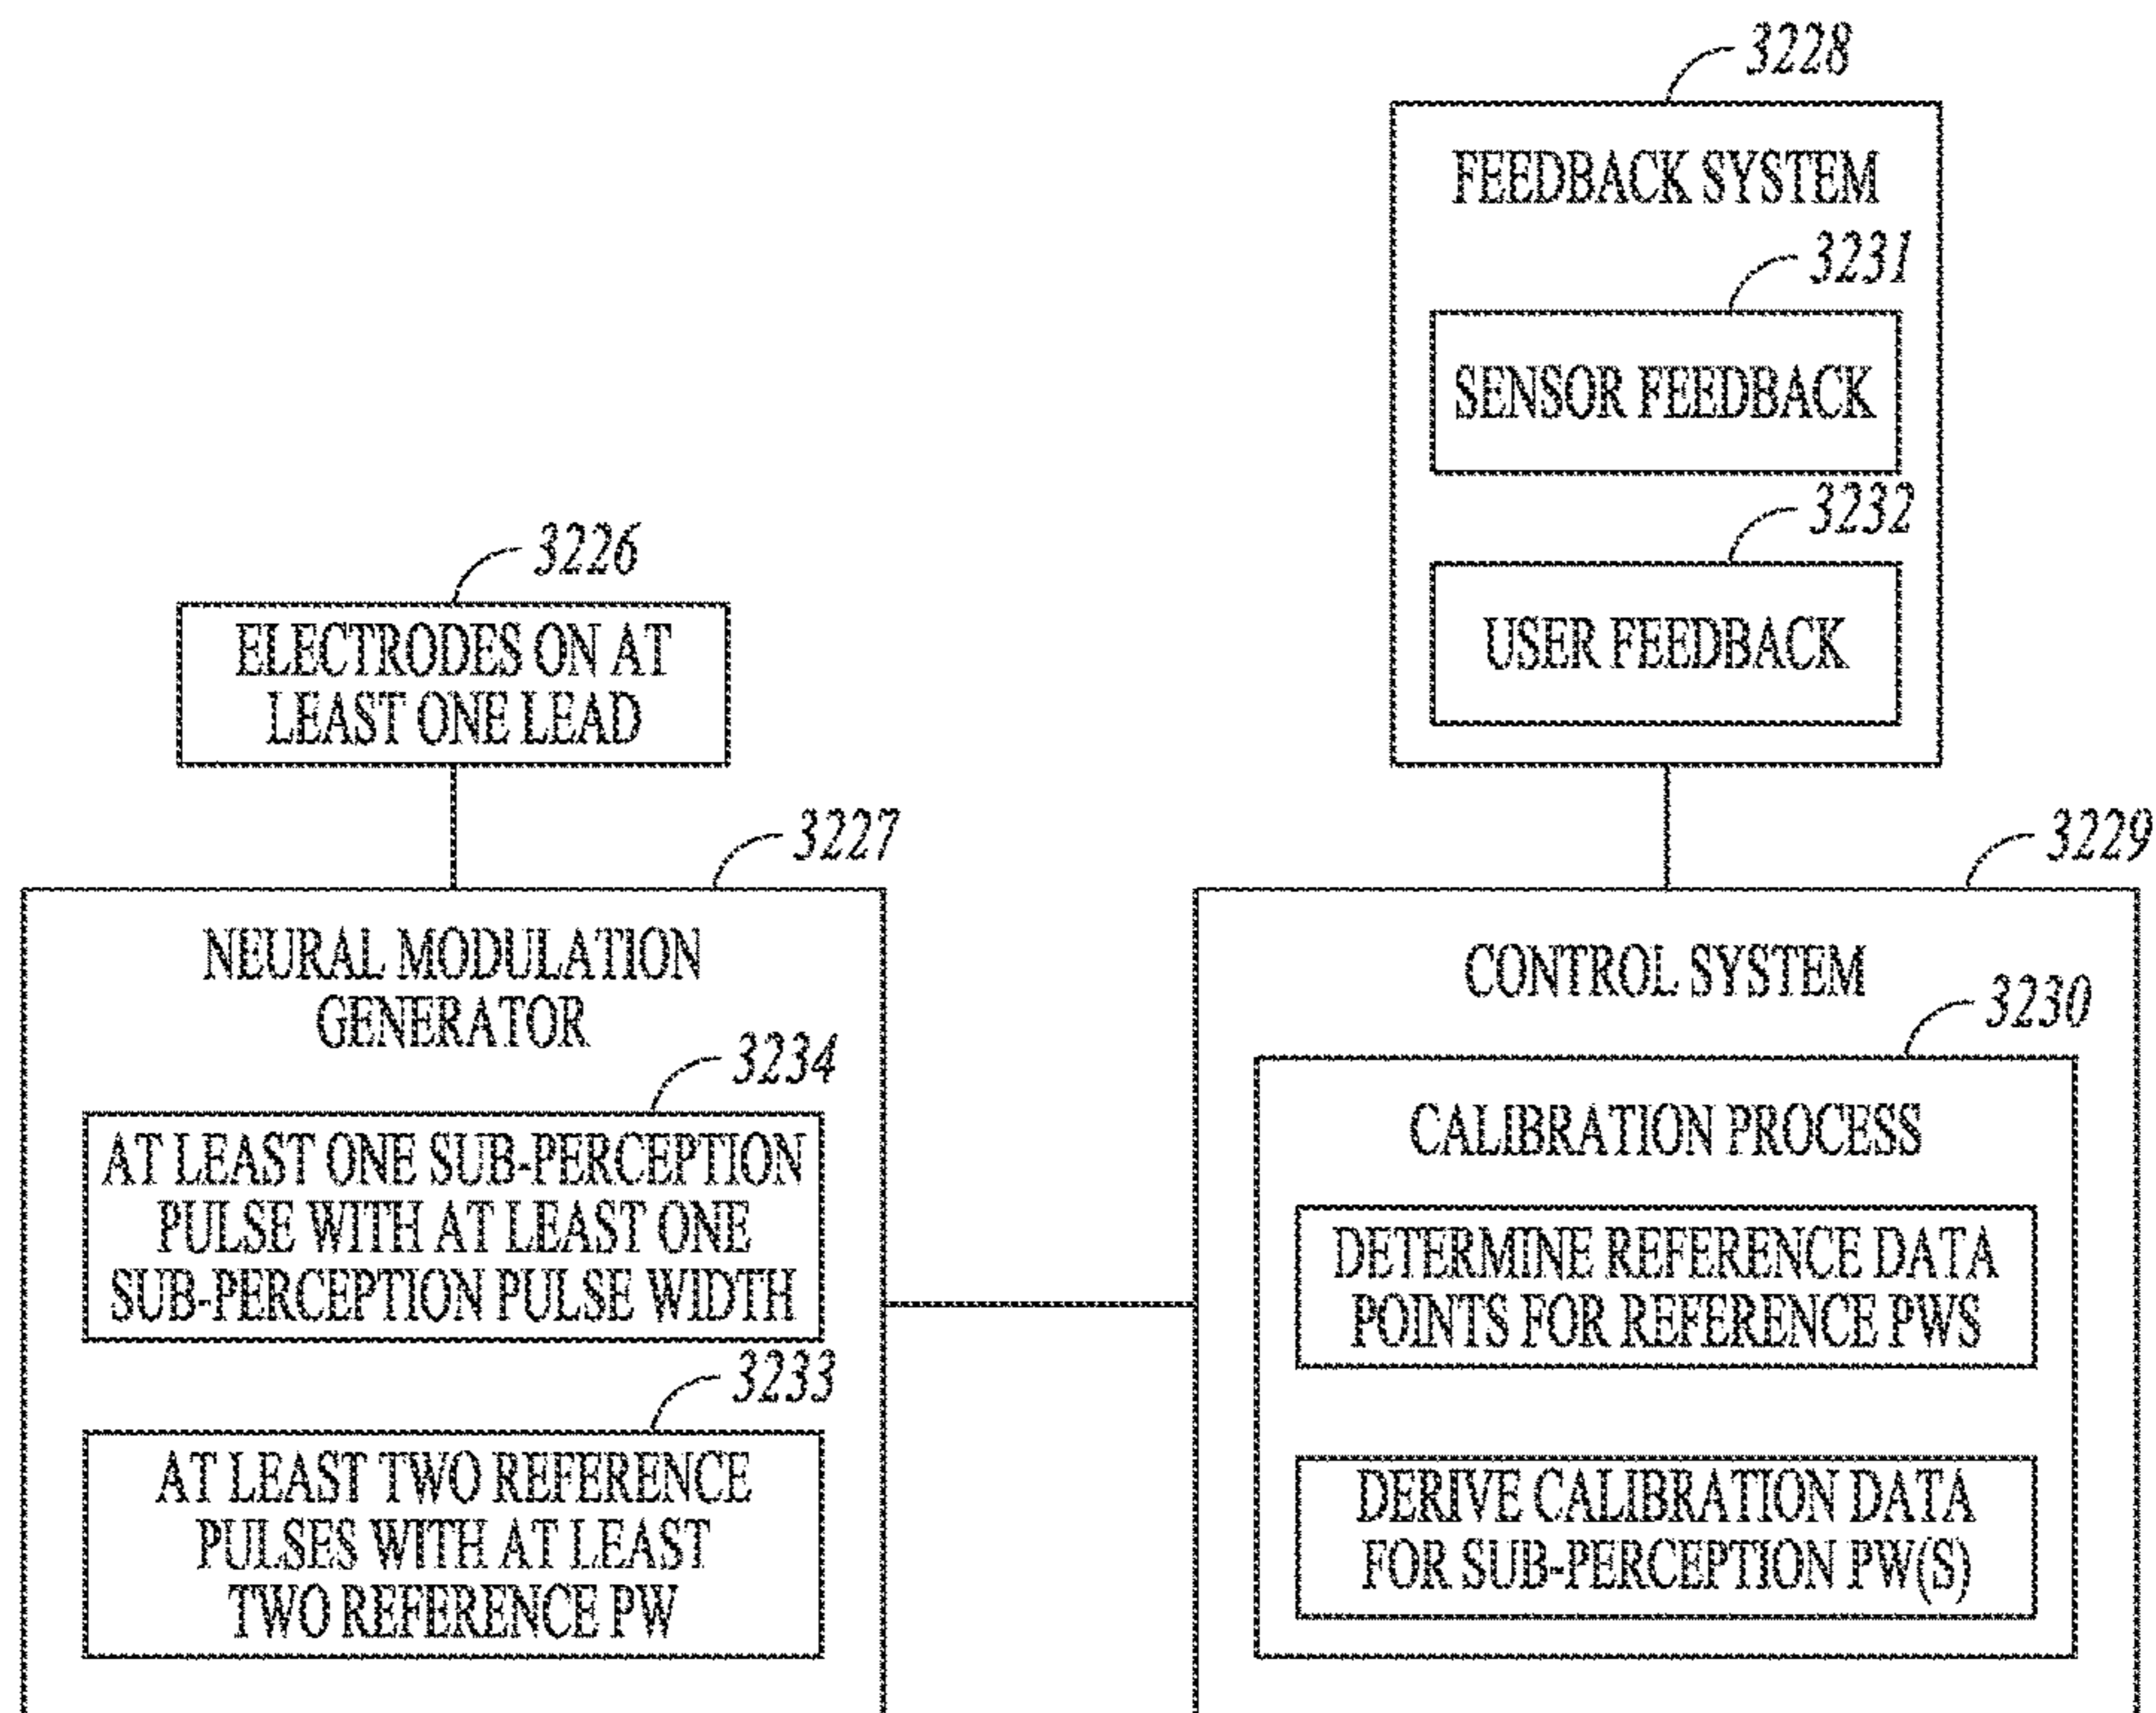 3228
FEEDBACK SYSTEM
3231
SENSOR FEEDBACK
3232
USER FEEDBACK
3226
ELECTRODES ON AT
LEAST ONE LEAD
3227
NEURAL MODULATION
GENERATOR
3234
AT LEAST ONE SUB-PERCEPTION
PULSE WITH AT LEAST ONE
SUB-PERCEPTION PULSE WIDTH
3233
AT LEAST TWO REFERENCE
PULSES WITH AT LEAST
TWO REFERENCE PW
3229
CONTROL SYSTEM
3230
CALIBRATION PROCESS
DETERMINE REFERENCE DATA
POINTS FOR REFERENCE PWS
DERIVE CALIBRATION DATA
FOR SUB-PERCEPTION PW(S)